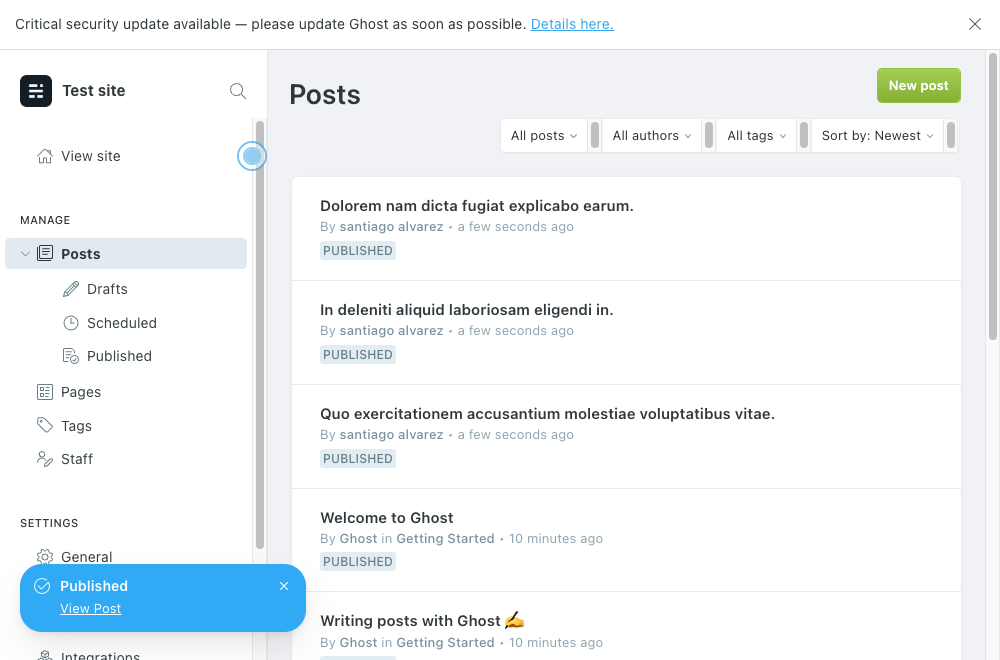 Critical security update available — please update Ghost as soon as possible. Details here.
Test site
View site
MANAGE
Posts
Drafts
Scheduled
Published
Pages
Tags
Staff
SETTINGS
General
Published
View Post
Integrations
Posts
New post
All posts
All authors
All tags
Sort by: Newest
Dolorem nam dicta fugiat explicabo earum.
By santiago alvarez • a few seconds ago
PUBLISHED
In deleniti aliquid laboriosam eligendi in.
By santiago alvarez • a few seconds ago
PUBLISHED
Quo exercitationem accusantium molestiae voluptatibus vitae.
By santiago alvarez • a few seconds ago
PUBLISHED
Welcome to Ghost
By Ghost in Getting Started • 10 minutes ago
PUBLISHED
Writing posts with Ghost ✍️
By Ghost in Getting Started • 10 minutes ago